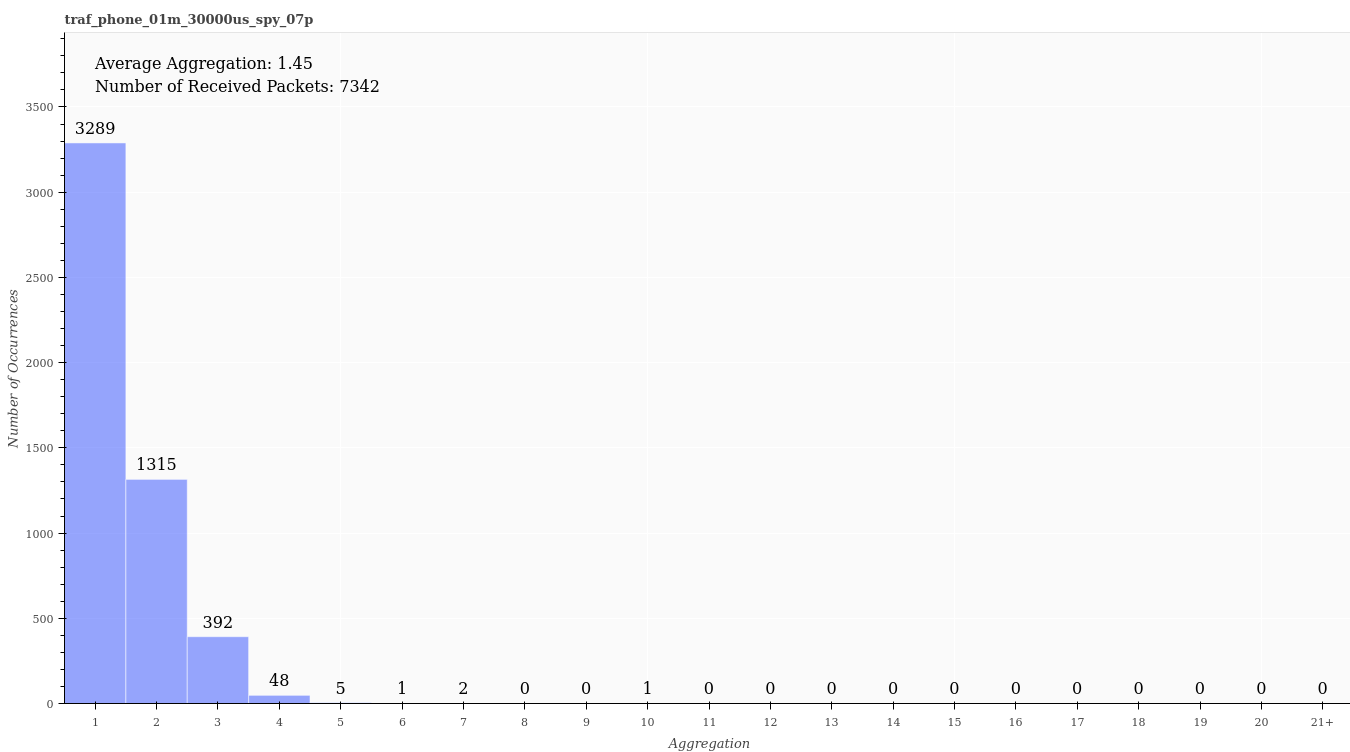 traf_phone_01m_30000us_spy_07p
Average Aggregation: 1.45
Number of Received Packets: 7342
3500
3289
3000
2500
2000
Number of Occurrences
1500
1315
1000
500
392
48
5 1 2 0 0 1 0 0 0 0 0 0 0 0 0 0 0
0
1 2 3 4 5 6 7 8 9 10 11 12 13 14 15 16 17 18 19 20 21+
Aggregation